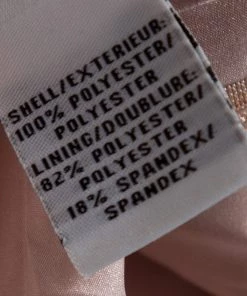 SHELL/EXTERIEUR:
100% POLYESTER/
POLYESTER
LINING/DOUBLURE:
82% POLYESTER/
POLYESTER
18% SPANDEX/
SPANDEX